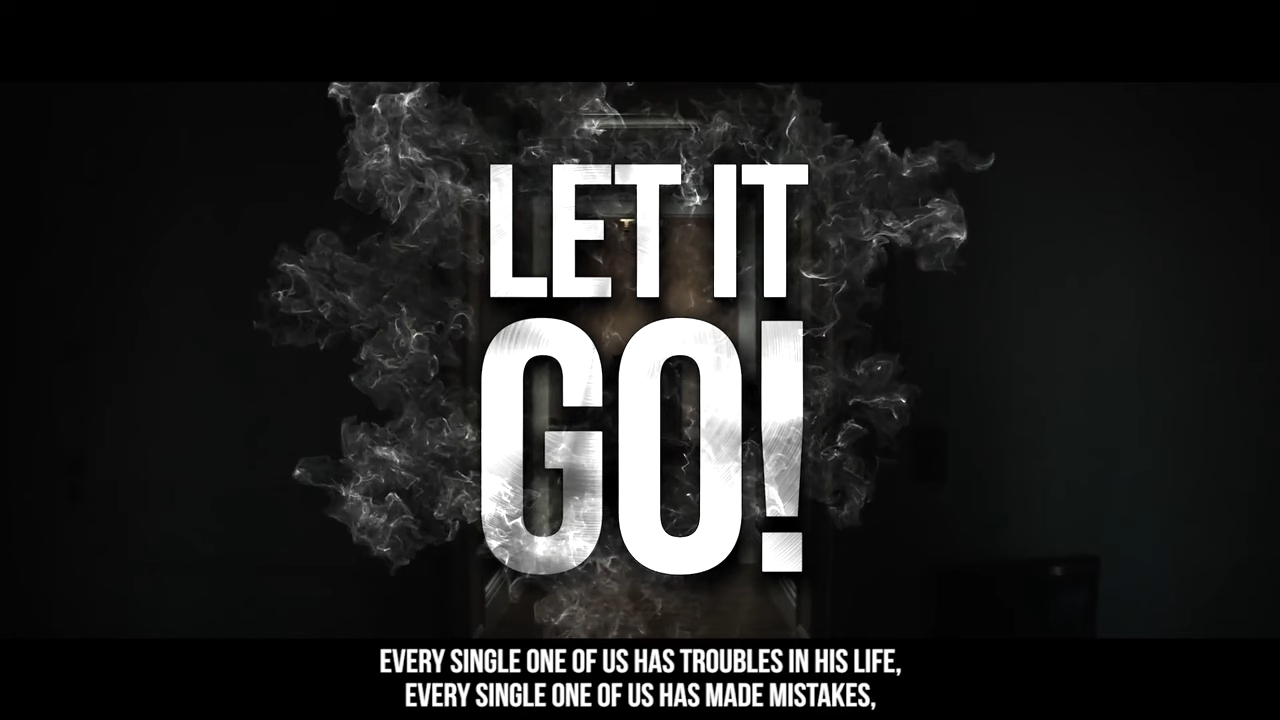 LET IT
GO!
EVERY SINGLE ONE OF US HAS TROUBLES IN HIS LIFE,
EVERY SINGLE ONE OF US HAS MADE MISTAKES,